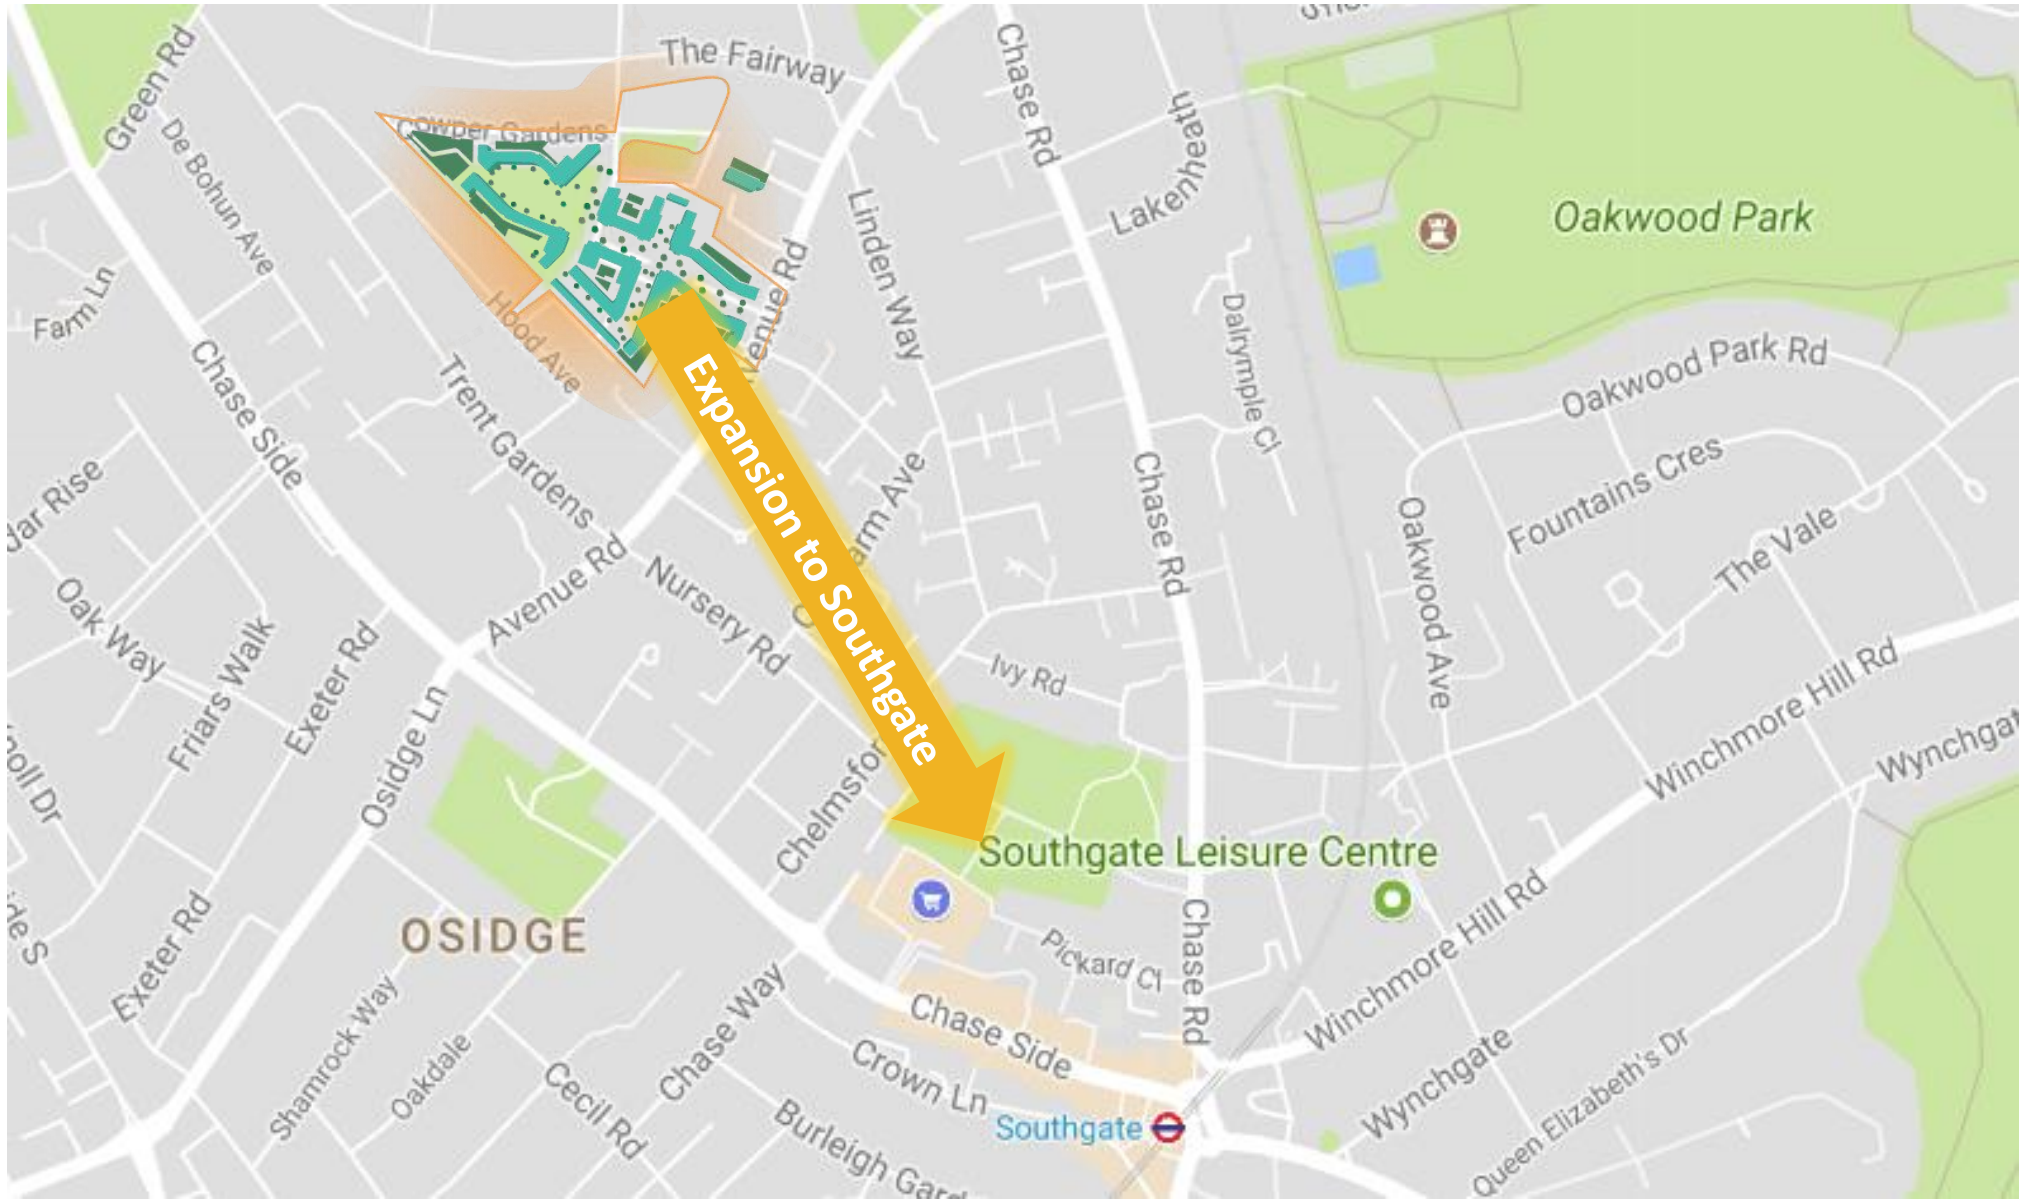 The Fairway
Chase Rd
Green Rd
Cowper Gardens
Lakenheath
De Bohun Ave
Linden Way
Oakwood Park
Farm Ln
Hood Ave
Avenue Rd
Dalrymple Cl
Chase Side
Trent Gardens
Expansion to Southgate
Oakwood Park Rd
Fountains Cres
Chase Rd
Oakwood Ave
The Vale
Avenue Rd
Nursery Rd
Oak Way
Friars Walk
Exeter Rd
Osidge Ln
Ivy Rd
Winchmore Hill Rd
Southgate Leisure Centre
OSIDGE
Exeter Rd
Pickard Cl
Chase Rd
Winchmore Hill Rd
Shamrock Way
Oakdale
Chase Way
Chase Side
Crown Ln
Cecil Rd
Southgate
Wynchgate
Queen Elizabeth's Dr